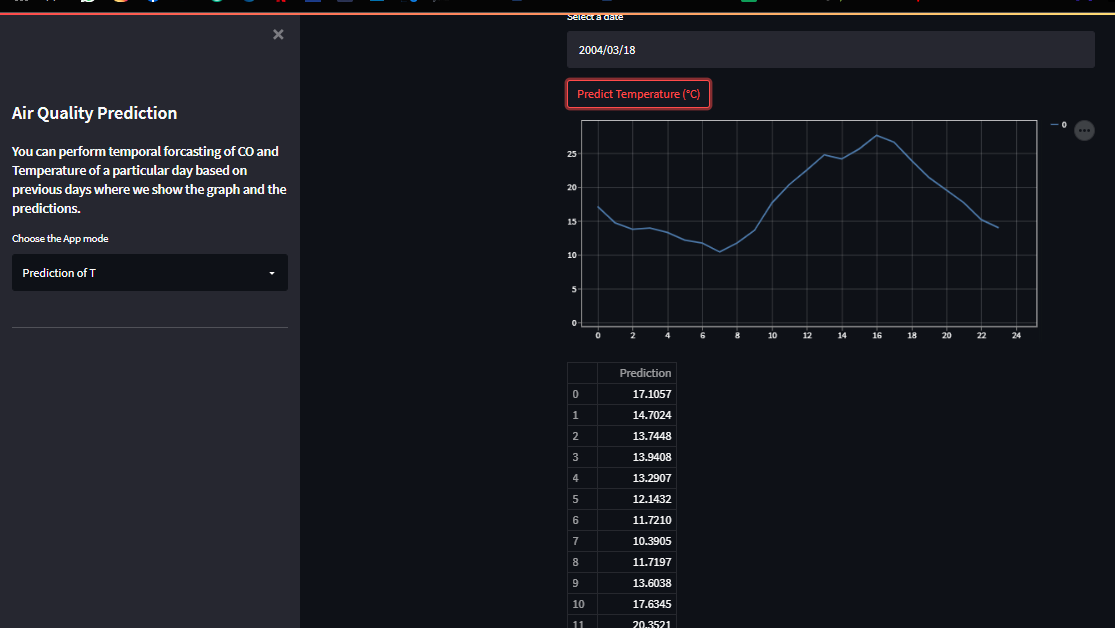 Air Quality Prediction
You can perform temporal forcasting of CO and
Temperature of a particular day based on
previous days where we show the graph and the
predictions.
Choose the App mode
Prediction of T
Select a date
2004/03/18
Predict Temperature (°C)
0
25
20
15
10
5
0
0 2 4 6 8 10 12 14 16 18 20 22 24
Prediction
0 17.1057
1 14.7024
2 13.7448
3 13.9408
4 13.2907
5 12.1432
6 11.7210
7 10.3905
8 11.7197
9 13.6038
10 17.6345
11 20.3521